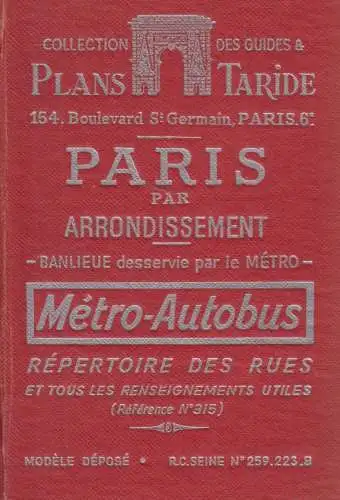 COLLECTION DES GUIDES &
PLANS TARIDE
154, Boulevard St Germain, PARIS.6e
PARIS
PAR
ARRONDISSEMENT
— BANLIEUE desservie par le MÉTRO —
Métro-Autobus
RÉPERTOIRE DES RUES
ET TOUS LES RENSEIGNEMENTS UTILES
(Référence N°315)
MODÈLE DÉPOSÉ • R.C. SEINE N°259.223.B